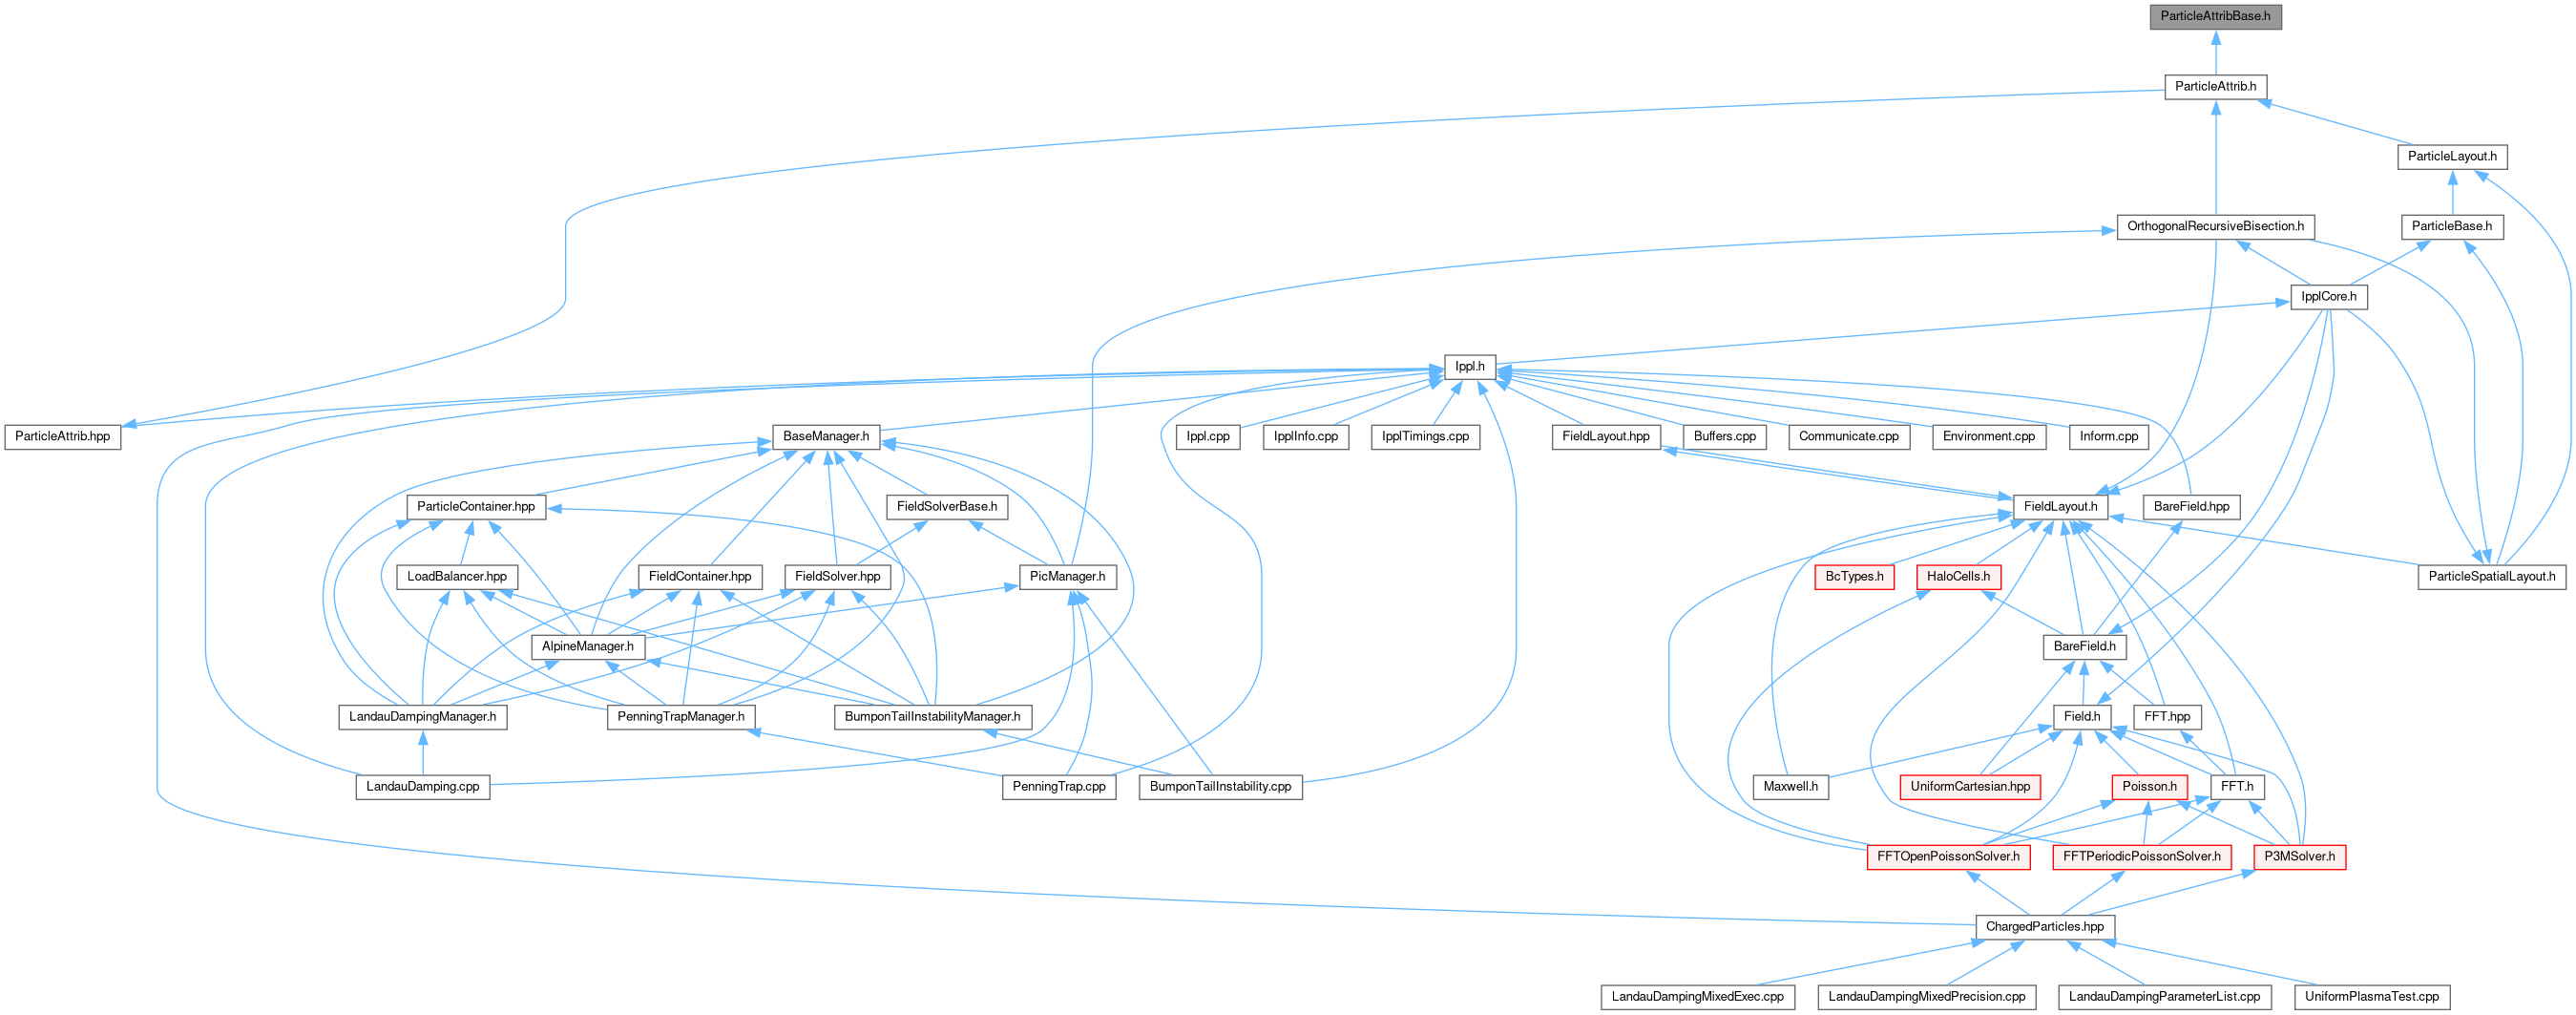 ParticleAttribBase.h
ParticleAttrib.h
ParticleLayout.h
OrthogonalRecursiveBisection.h
ParticleBase.h
IpplCore.h
Ippl.h
ParticleAttrib.hpp
BaseManager.h
Ippl.cpp
IpplInfo.cpp
IpplTimings.cpp
FieldLayout.hpp
Buffers.cpp
Communicate.cpp
Environment.cpp
Inform.cpp
ParticleContainer.hpp
FieldSolverBase.h
FieldLayout.h
BareField.hpp
LoadBalancer.hpp
FieldContainer.hpp
FieldSolver.hpp
PicManager.h
BcTypes.h
HaloCells.h
ParticleSpatialLayout.h
AlpineManager.h
BareField.h
LandauDampingManager.h
PenningTrapManager.h
BumponTailInstabilityManager.h
Field.h
FFT.hpp
LandauDamping.cpp
PenningTrap.cpp
BumponTailInstability.cpp
Maxwell.h
UniformCartesian.hpp
Poisson.h
FFT.h
FFTOpenPoissonSolver.h
FFTPeriodicPoissonSolver.h
P3MSolver.h
ChargedParticles.hpp
LandauDampingMixedExec.cpp
LandauDampingMixedPrecision.cpp
LandauDampingParameterList.cpp
UniformPlasmaTest.cpp